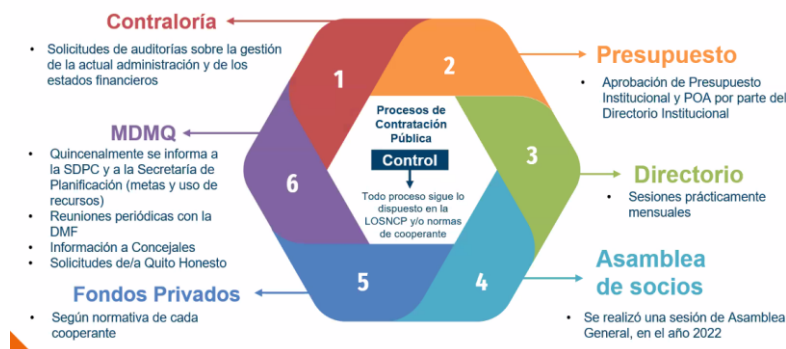 Contraloría
• Solicitudes de auditorías sobre la gestión
de la actual administración y de los
estados financieros
1
2
Presupuesto
• Aprobación de Presupuesto
Institucional y POA por parte del
Directorio Institucional
3
Directorio
• Sesiones prácticamente
mensuales
4
Asamblea
de socios
• Se realizó una sesión de Asamblea
General, en el año 2022
5
Fondos Privados
• Según normativa de cada
cooperante
6
MDMQ
• Quincenalmente se informa a
la SDPC y a la Secretaría de
Planificación (metas y uso de
recursos)
• Reuniones periódicas con la
DMF
• Información a Concejales
• Solicitudes de/a Quito Honesto
Procesos de
Contratación
Pública
Control
Todo proceso sigue lo
dispuesto en la
LOSNCP y/o normas
de cooperante